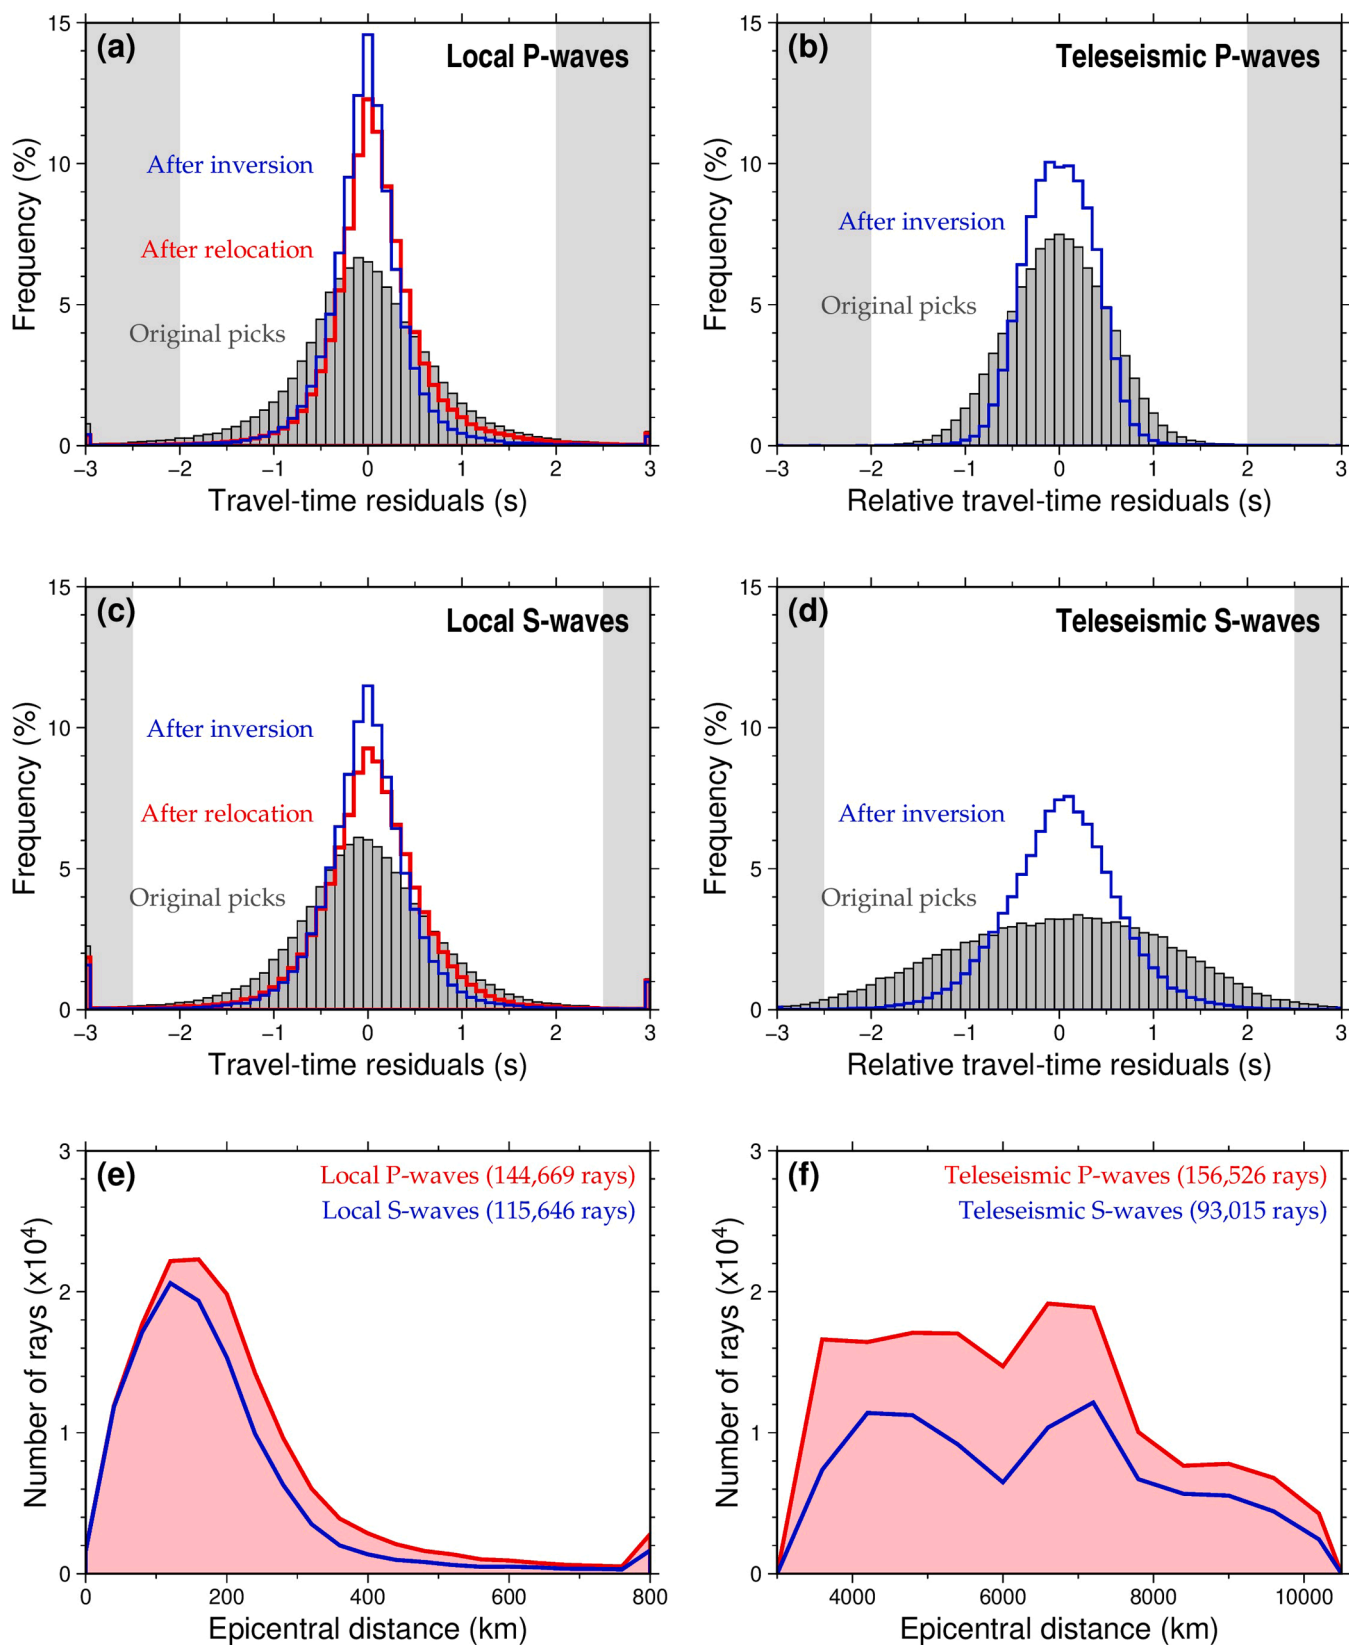 (a)
Local P-waves
After inversion
After relocation
Original picks
Frequency (%)
0
5
10
15
−3 −2 −1 0 1 2 3
Travel-time residuals (s)
(b)
Teleseismic P-waves
After inversion
Original picks
Frequency (%)
0
5
10
15
−3 −2 −1 0 1 2 3
Relative travel-time residuals (s)
(c)
Local S-waves
After inversion
After relocation
Original picks
Frequency (%)
0
5
10
15
−3 −2 −1 0 1 2 3
Travel-time residuals (s)
(d)
Teleseismic S-waves
After inversion
Original picks
Frequency (%)
0
5
10
15
−3 −2 −1 0 1 2 3
Relative travel-time residuals (s)
(e)
Local P-waves (144,669 rays)
Local S-waves (115,646 rays)
Number of rays (x10⁴)
0
1
2
3
0 200 400 600 800
Epicentral distance (km)
(f)
Teleseismic P-waves (156,526 rays)
Teleseismic S-waves (93,015 rays)
Number of rays (x10⁴)
0
1
2
3
4000 6000 8000 10000
Epicentral distance (km)